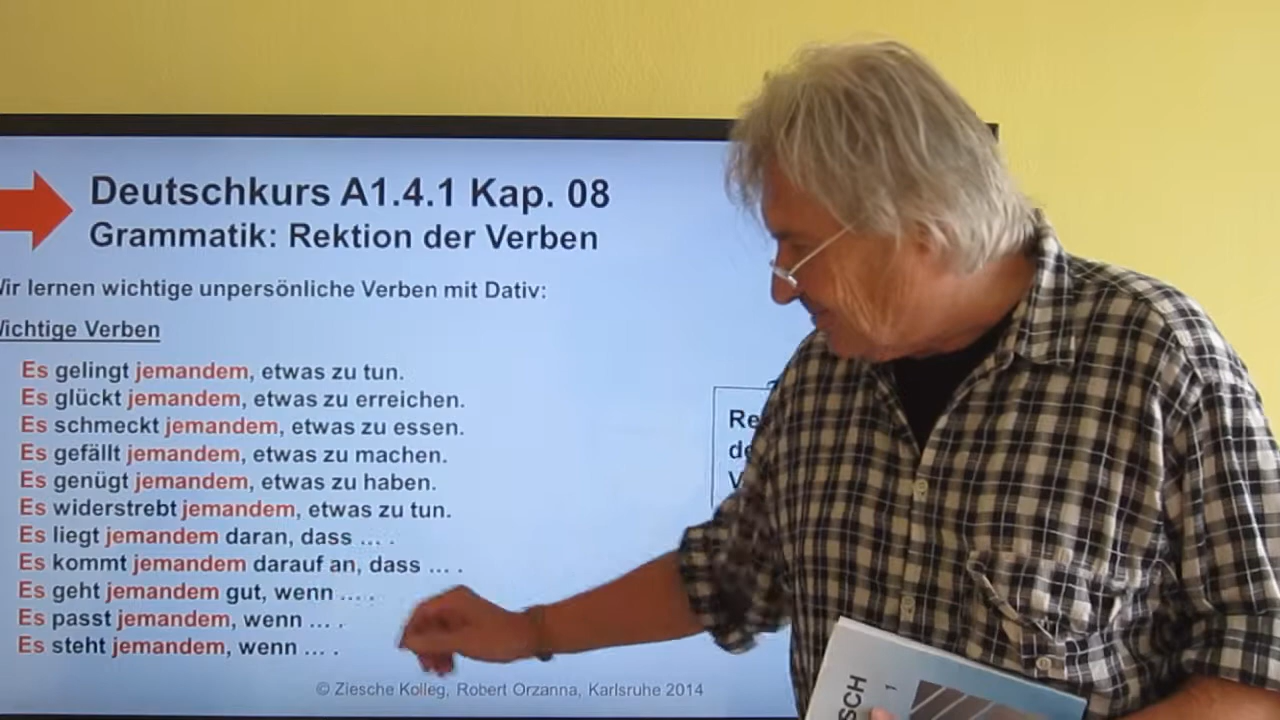 Deutschkurs A1.4.1 Kap. 08
Grammatik: Rektion der Verben
lernen wichtige unpersönliche Verben mit Dativ:
Verben
Es gelingt jemandem, etwas zu tun.
Es glückt jemandem, etwas zu erreichen.
Es schmeckt jemandem, etwas zu essen.
Es gefällt jemandem, etwas zu machen.
Es genügt jemandem, etwas zu haben.
Es widerstrebt jemandem, etwas zu tun.
Es liegt jemandem daran, dass ... .
Es kommt jemandem darauf an, dass ... .
Es geht jemandem gut, wenn ... .
Es passt jemandem, wenn ... .
Es steht jemandem, wenn ... .
© Ziesche Kolleg, Robert Orzanna, Karlsruhe 2014
1